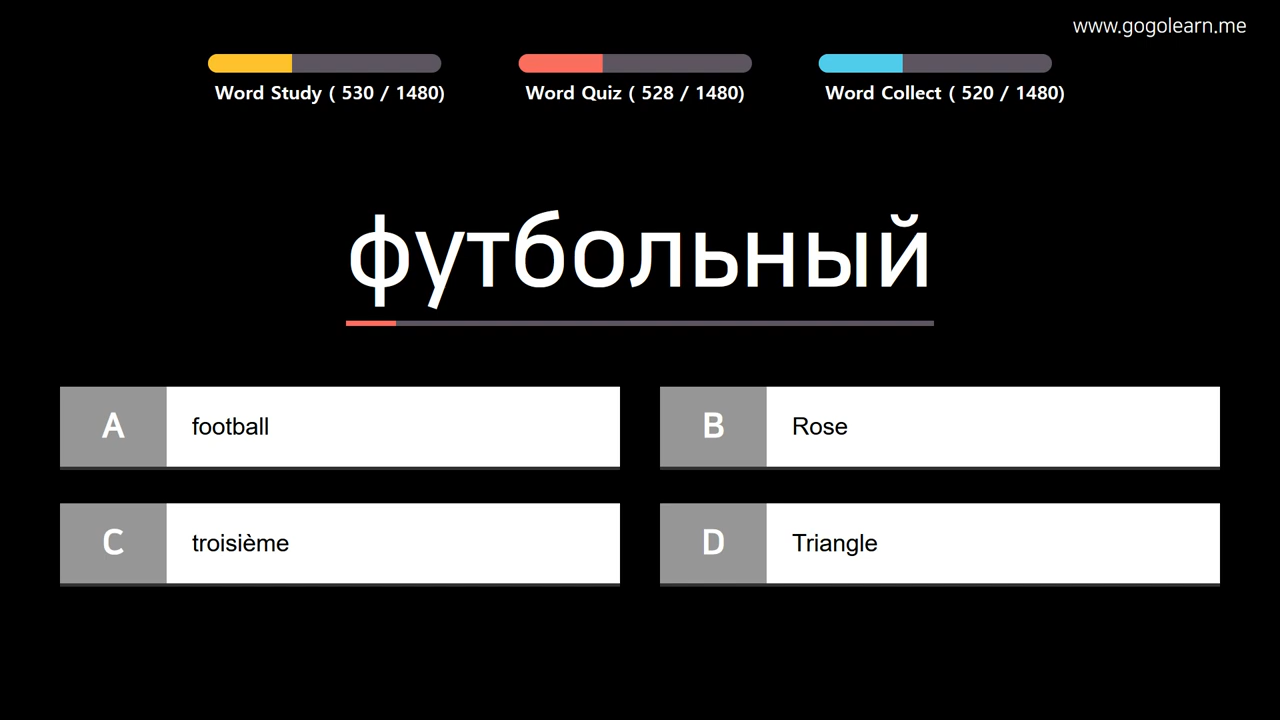 www.gogolearn.me
Word Study ( 530 / 1480)
Word Quiz ( 528 / 1480)
Word Collect ( 520 / 1480)
футбольный
A football
B Rose
C troisième
D Triangle